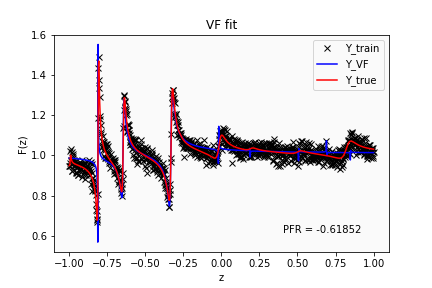 VF fit
1.6
1.4
1.2
1.0
0.8
0.6
F(z)
Y_train
Y_VF
Y_true
PFR = -0.61852
−1.00 −0.75 −0.50 −0.25 0.00 0.25 0.50 0.75 1.00
z